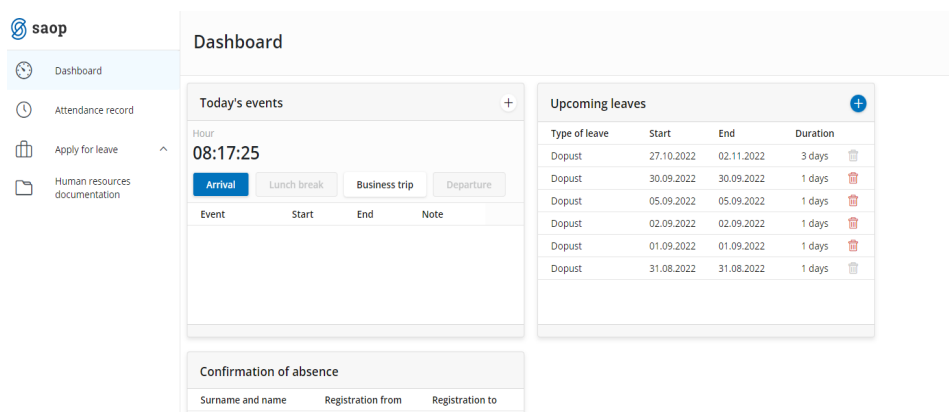 saop
Dashboard
Dashboard
Attendance record
Apply for leave
Human resources
documentation
Today's events
Hour
08:17:25
Arrival Lunch break Business trip Departure
Event Start End Note
Upcoming leaves
Type of leave Start End Duration
Dopust 27.10.2022 02.11.2022 3 days
Dopust 30.09.2022 30.09.2022 1 days
Dopust 05.09.2022 05.09.2022 1 days
Dopust 02.09.2022 02.09.2022 1 days
Dopust 01.09.2022 01.09.2022 1 days
Dopust 31.08.2022 31.08.2022 1 days
Confirmation of absence
Surname and name Registration from Registration to